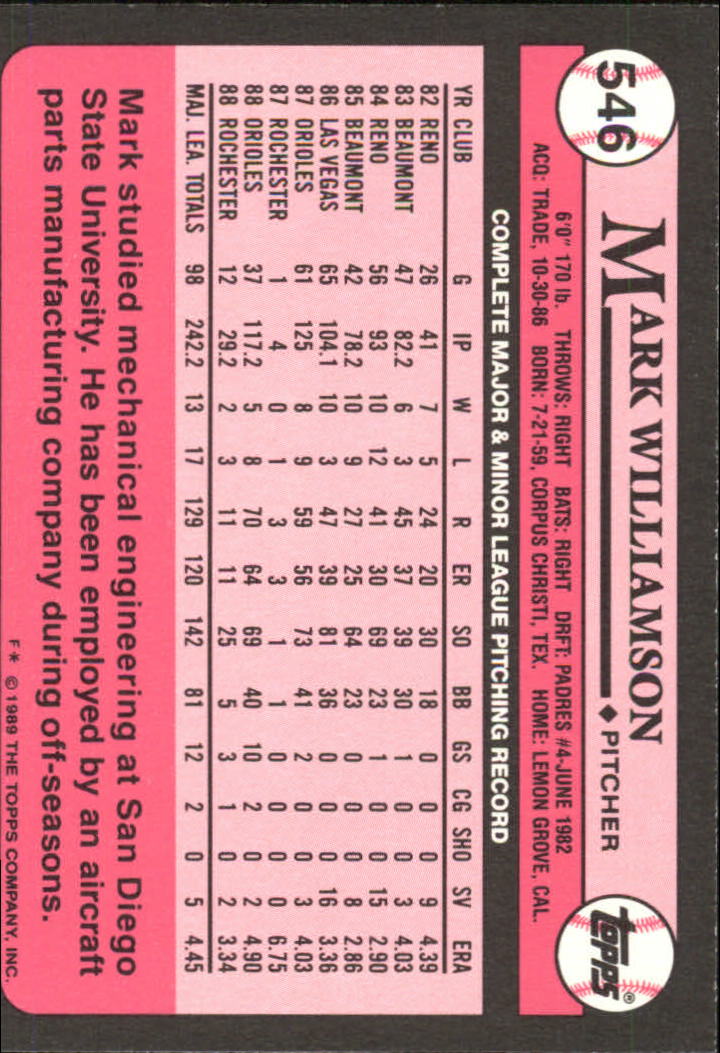 546
MARK WILLIAMSON ♦ PITCHER
topps®
6'0" 170 lb. THROWS: RIGHT BATS: RIGHT DRFT: PADRES #4-JUNE 1982
ACQ: TRADE, 10-30-86 BORN: 7-21-59, CORPUS CHRISTI, TEX. HOME: LEMON GROVE, CAL.
COMPLETE MAJOR & MINOR LEAGUE PITCHING RECORD
YR CLUB G IP W L R ER SO BB GS CG SHO SV ERA
82 RENO 26 41 7 5 24 20 30 18 0 0 0 9 4.39
83 BEAUMONT 47 82.2 6 3 45 37 39 30 1 0 0 3 4.03
84 RENO 56 93 10 12 41 30 69 23 1 0 0 15 2.90
85 BEAUMONT 42 78.2 10 9 27 25 64 23 0 0 0 8 2.86
86 LAS VEGAS 65 104.1 10 3 47 39 81 36 0 0 0 16 3.36
87 ORIOLES 61 125 8 9 59 56 73 41 2 0 0 3 4.03
87 ROCHESTER 1 4 0 1 3 3 1 1 0 0 0 0 6.75
88 ORIOLES 37 117.2 5 8 70 64 69 40 10 2 0 2 4.90
88 ROCHESTER 12 29.2 2 3 11 11 25 5 3 1 0 2 3.34
MAJ. LEA. TOTALS 98 242.2 13 17 129 120 142 81 12 2 0 5 4.45
Mark studied mechanical engineering at San Diego
State University. He has been employed by an aircraft
parts manufacturing company during off-seasons.
F* © 1989 THE TOPPS COMPANY, INC.